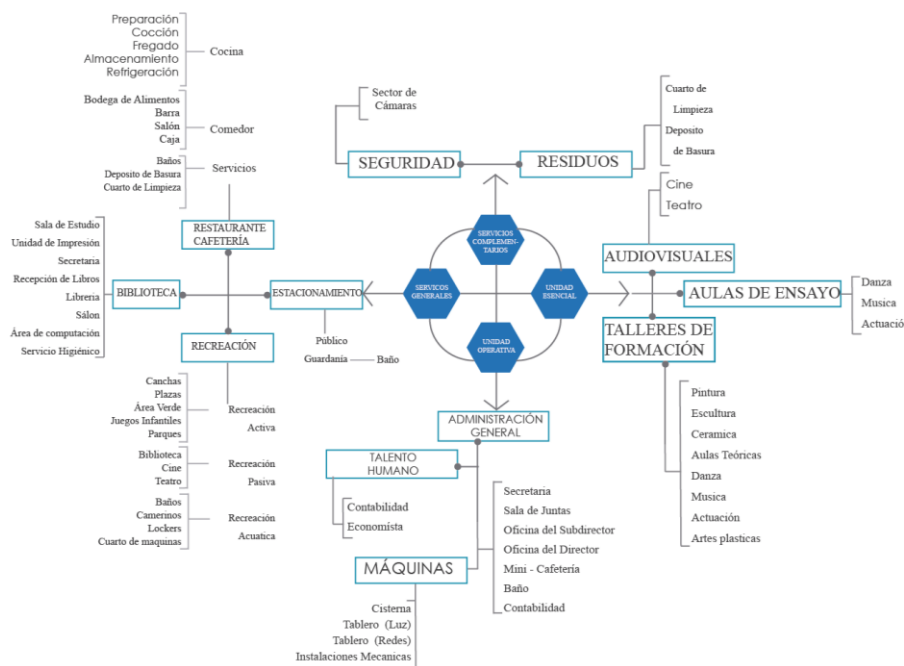 Preparación
Cocción
Fregado
Almacenamiento
Refrigeración
Cocina
Bodega de Alimentos
Barra
Salón
Caja
Comedor
Baños
Deposito de Basura
Cuarto de Limpieza
Servicios
RESTAURANTE
CAFETERÍA
Sala de Estudio
Unidad de Impresión
Secretaria
Recepción de Libros
Libreria
Sálon
Área de computación
Servicio Higiénico
BIBLIOTECA
ESTACIONAMIENTO
Público
Guardania
Baño
RECREACIÓN
Canchas
Plazas
Área Verde
Juegos Infantiles
Parques
Recreación
Activa
Biblioteca
Cine
Teatro
Recreación
Pasiva
Baños
Camerinos
Lockers
Cuarto de maquinas
Recreación
Acuatica
Sector de
Cámaras
SEGURIDAD
RESIDUOS
Cuarto de
Limpieza
Deposito
de Basura
SERVICIOS
COMPLEMEN-
TARIOS
SERVICOS
GENERALES
UNIDAD
ESENCIAL
UNIDAD
OPERATIVA
Cine
Teatro
AUDIOVISUALES
AULAS DE ENSAYO
Danza
Musica
Actuació
TALLERES DE
FORMACIÓN
Pintura
Escultura
Ceramica
Aulas Teóricas
Danza
Musica
Actuación
Artes plasticas
ADMINISTRACIÓN
GENERAL
TALENTO
HUMANO
Contabilidad
Economísta
Secretaria
Sala de Juntas
Oficina del Subdirector
Oficina del Director
Mini - Cafetería
Baño
Contabilidad
MÁQUINAS
Cisterna
Tablero (Luz)
Tablero (Redes)
Instalaciones Mecanicas